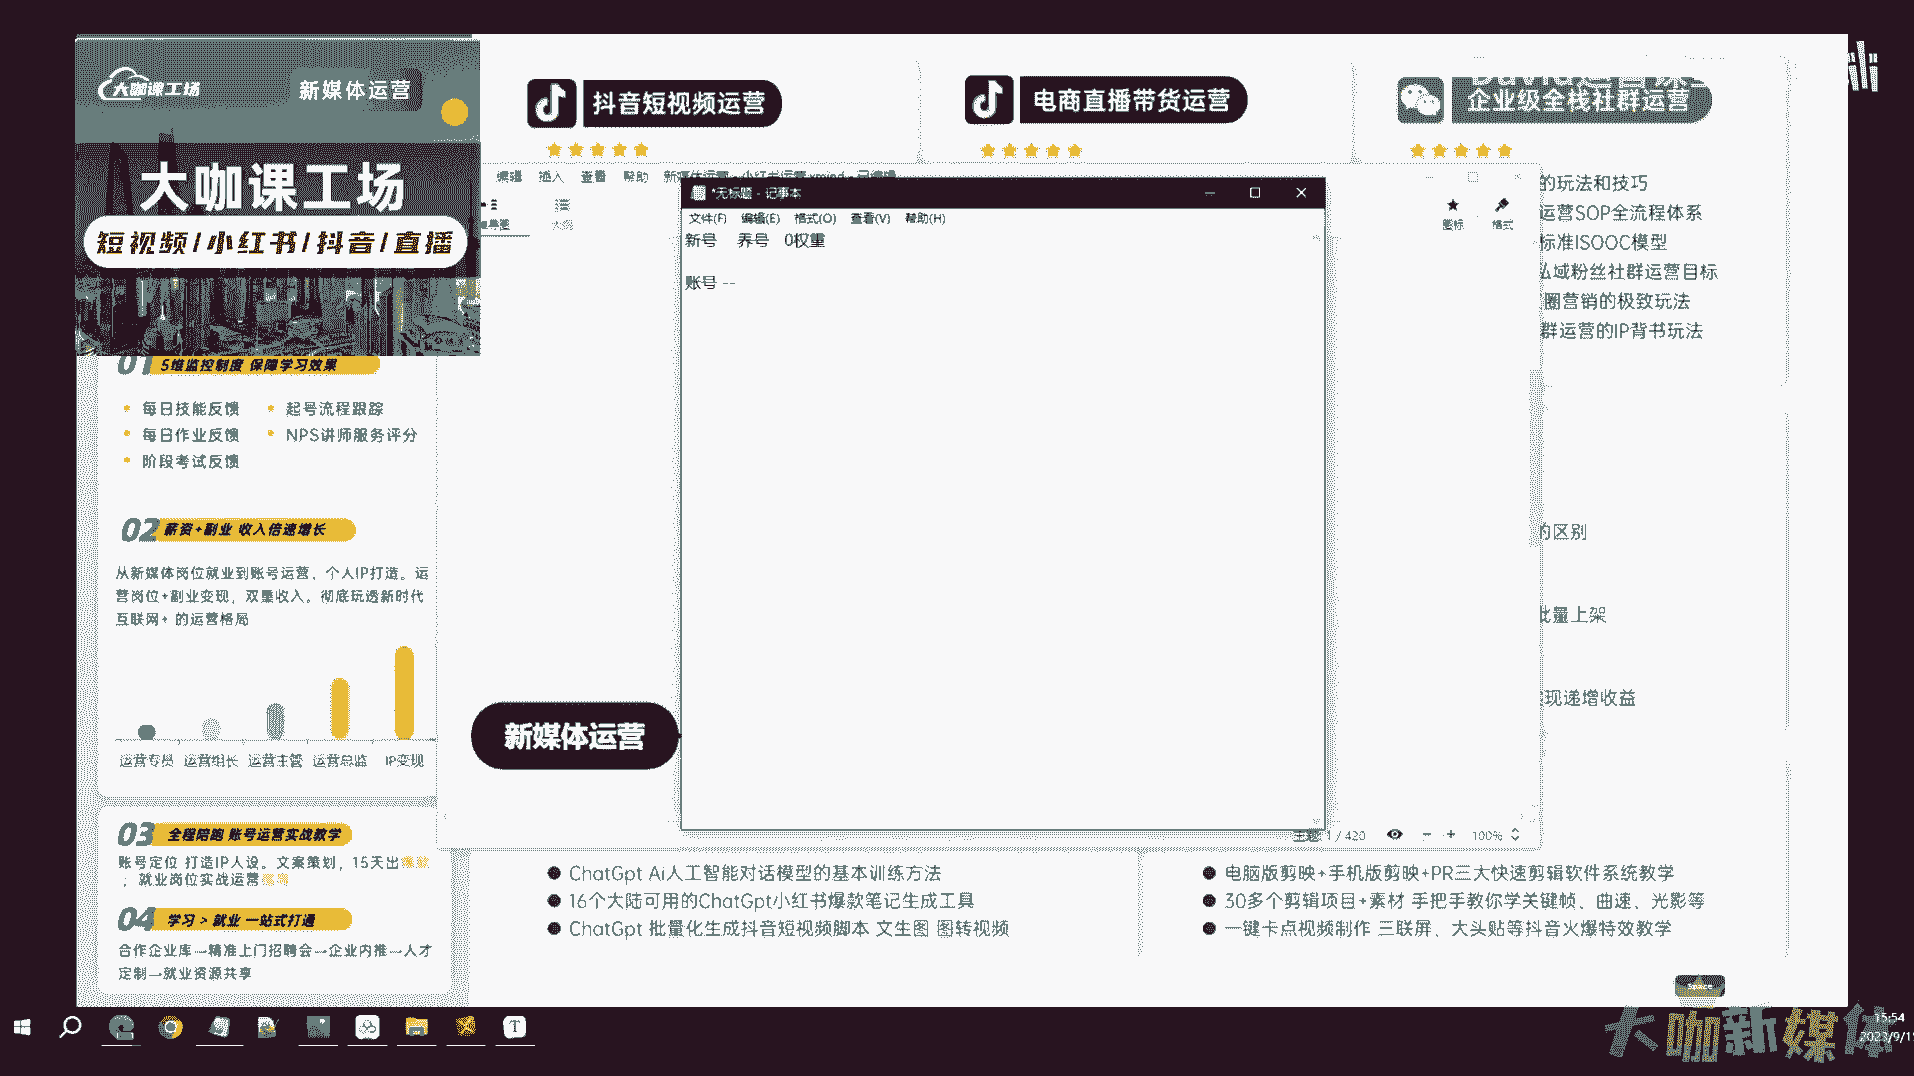 大咖课工场
新媒体运营
大咖课工场
短视频/小红书/抖音/直播
抖音短视频运营
电商直播带货运营
企业级全栈社群运营
的玩法和技巧
运营SOP全流程体系
标准ISOOC模型
私域粉丝社群运营目标
圈营销的极致玩法
群运营的IP背书玩法
的区别
批量上架
现递增收益
编辑 插入 查看 帮助
大纲
图标 格式
*无标题 - 记事本
文件(F) 编辑(E) 格式(O) 查看(V) 帮助(H)
新号 养号 0权重
账号 --
新媒体运营
主题 1 / 420
100%
01 5维监控制度 保障学习效果
每日技能反馈
起号流程跟踪
每日作业反馈
NPS讲师服务评分
阶段考试反馈
02 薪资+副业 收入倍速增长
从新媒体岗位就业到账号运营，个人IP打造。运
营岗位+副业变现，双重收入。彻底玩透新时代
互联网+ 的运营格局
运营专员 运营组长 运营主管 运营总监 IP变现
03 全程陪跑 账号运营实战教学
账号定位 打造IP人设。文案策划，15天出爆款
；就业岗位实战运营
04 学习 > 就业 一站式打通
合作企业库—精准上门招聘会—企业内推—人才
定制—就业资源共享
ChatGpt Ai人工智能对话模型的基本训练方法
16个大陆可用的ChatGpt小红书爆款笔记生成工具
ChatGpt 批量化生成抖音短视频脚本 文生图 图转视频
电脑版剪映+手机版剪映+PR三大快速剪辑软件系统教学
30多个剪辑项目+素材 手把手教你学关键帧、曲速、光影等
一键卡点视频制作 三联屏、大头贴等抖音火爆特效教学
Space
大咖新媒体
15:54